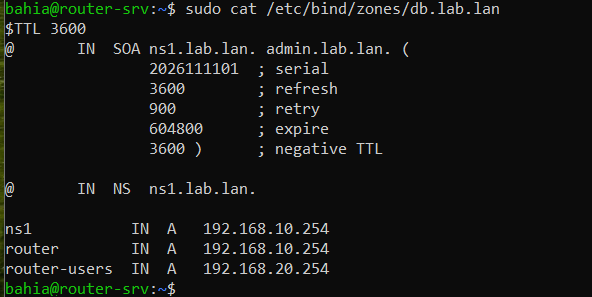 bahia@router-srv:~$ sudo cat /etc/bind/zones/db.lab.lan
$TTL 3600
@       IN  SOA ns1.lab.lan. admin.lab.lan. (
                2026111101  ; serial
                3600        ; refresh
                900         ; retry
                604800      ; expire
                3600 )      ; negative TTL
@       IN  NS  ns1.lab.lan.
ns1           IN  A   192.168.10.254
router        IN  A   192.168.10.254
router-users  IN  A   192.168.20.254
bahia@router-srv:~$